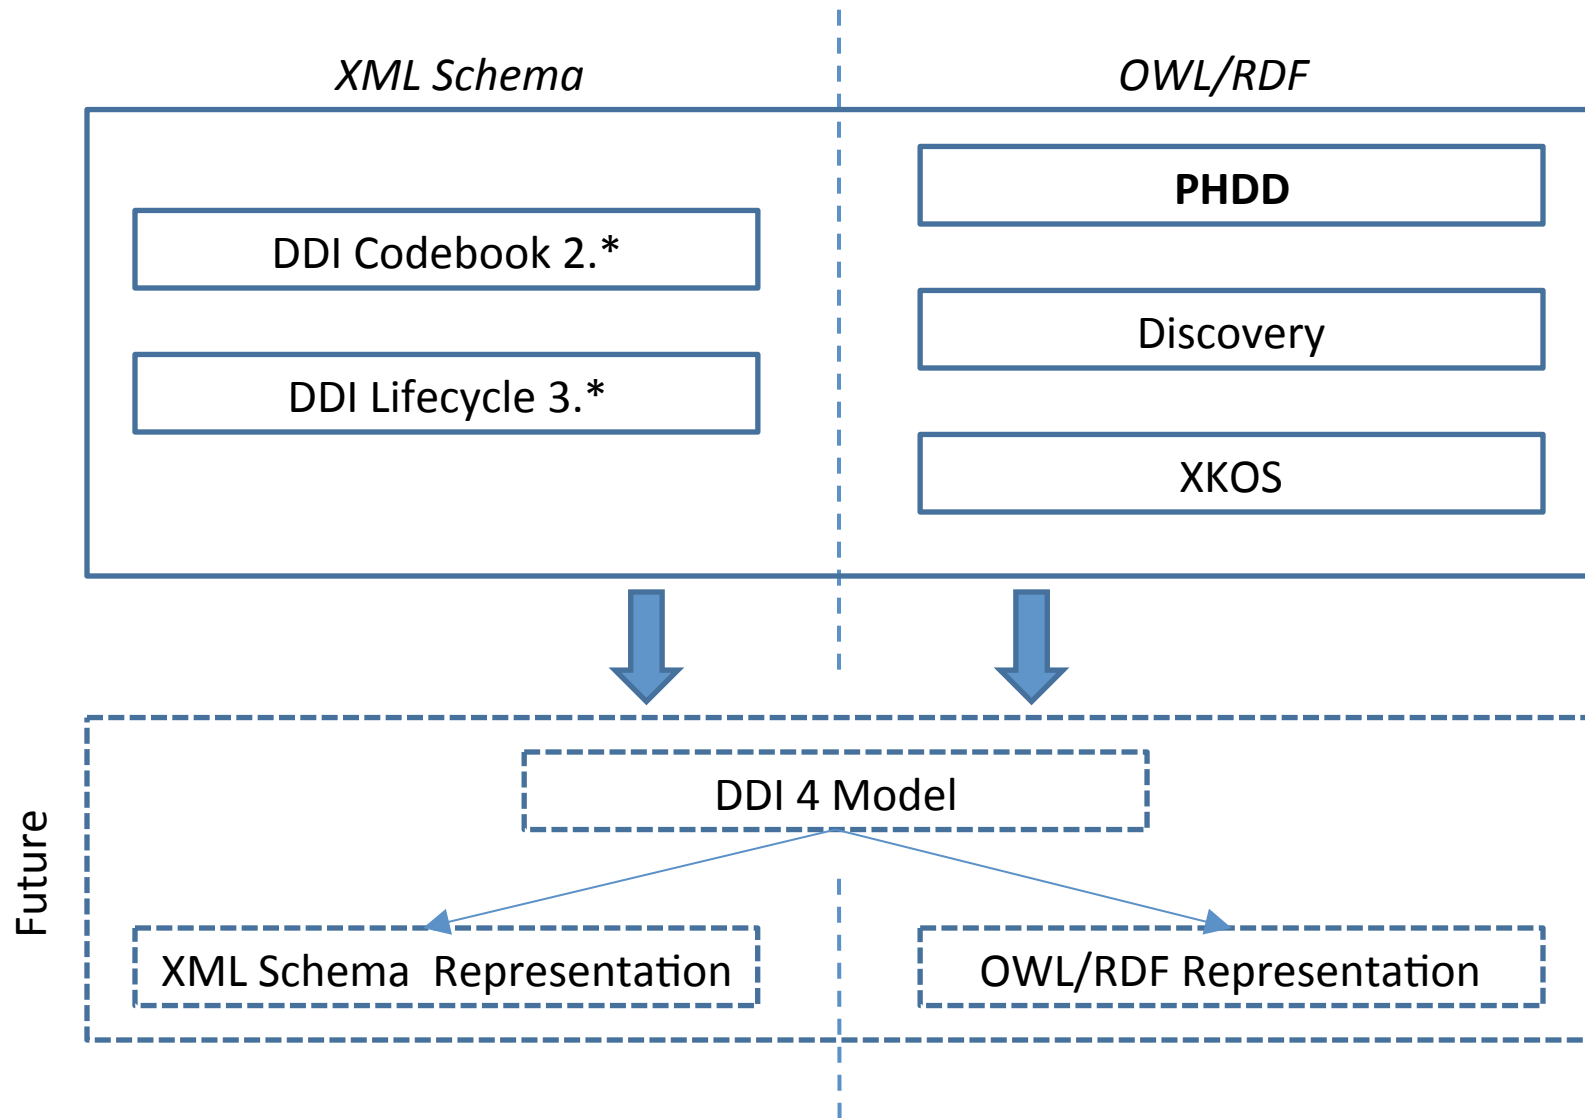 XML Schema
OWL/RDF
PHDD
DDI Codebook 2.*
Discovery
DDI Lifecycle 3.*
XKOS
Future
DDI 4 Model
XML Schema  Representation
OWL/RDF Representation